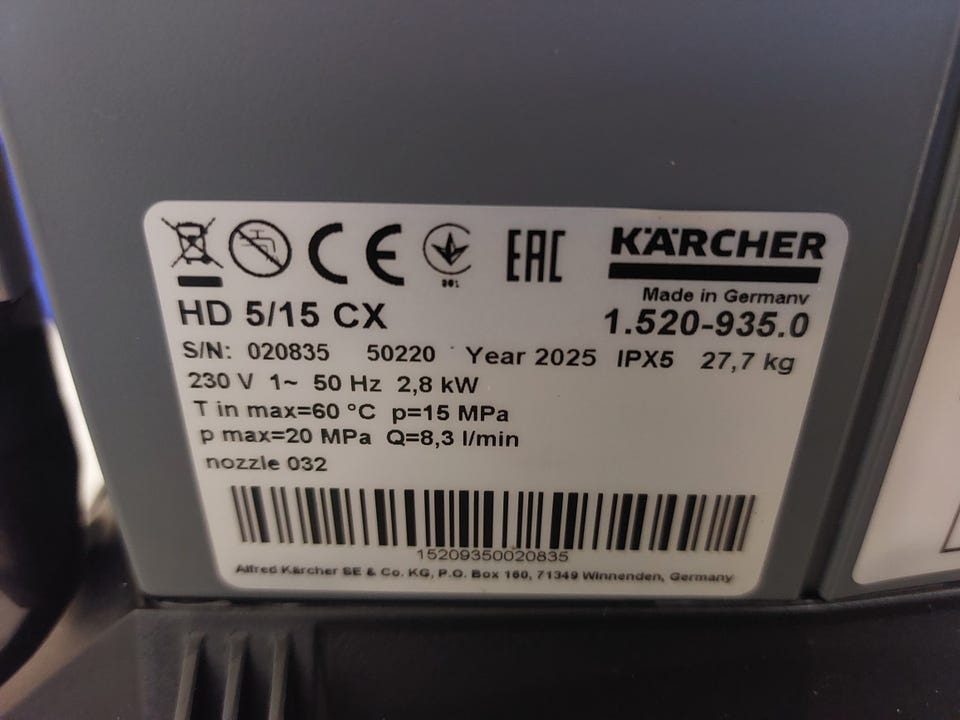 CE EAC KÄRCHER
001
Made in Germany
HD 5/15 CX 1.520-935.0
S/N: 020835 50220 Year 2025 IPX5 27,7 kg
230 V 1~ 50 Hz 2,8 kW
T in max=60 °C p=15 MPa
p max=20 MPa Q=8,3 l/min
nozzle 032
15209350020835
Alfred Kärcher SE & Co. KG, P.O. Box 160, 71349 Winnenden, Germany